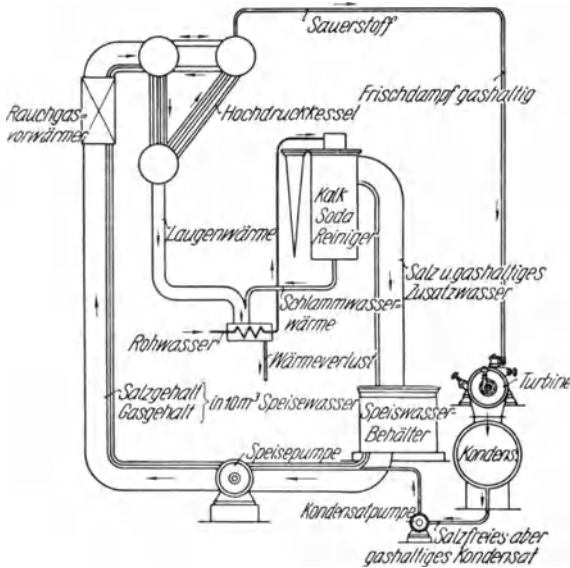 Sauerstoff
Rauchgas-
vorwärmer
Hochdruckkessel
Frischdampf gashaltig
Kalk
Soda
Reiniger
Laugenwärme
Salz u. gashaltiges
Zusatzwasser
Schlammwasser-
wärme
Rohwasser
Wärmeverlust
Turbine
Salzgehalt
Gasgehalt } in 10 m³ Speisewasser
Speiswasser-
Behälter
Kondens.
Speisepumpe
Kondensatpumpe
Salzfreies aber
gashaltiges Kondensat